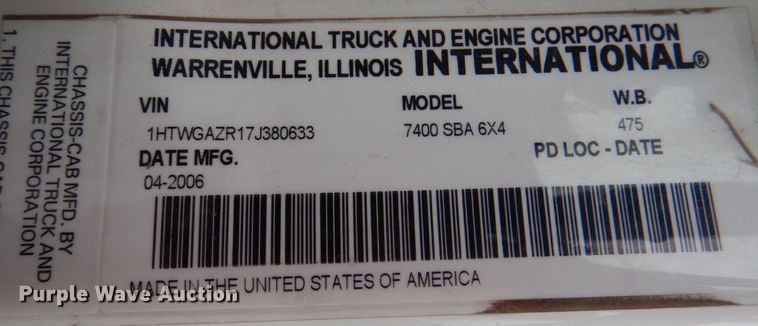 INTERNATIONAL TRUCK AND ENGINE CORPORATION
WARRENVILLE, ILLINOIS INTERNATIONAL®
VIN MODEL W.B.
1HTWGAZR17J380633 7400 SBA 6X4 475
DATE MFG. PD LOC - DATE
04-2006
MADE IN THE UNITED STATES OF AMERICA
CHASSIS-CAB MFD. BY
INTERNATIONAL TRUCK AND
ENGINE CORPORATION
1. THIS CHASSIS CAB
Purple Wave Auction